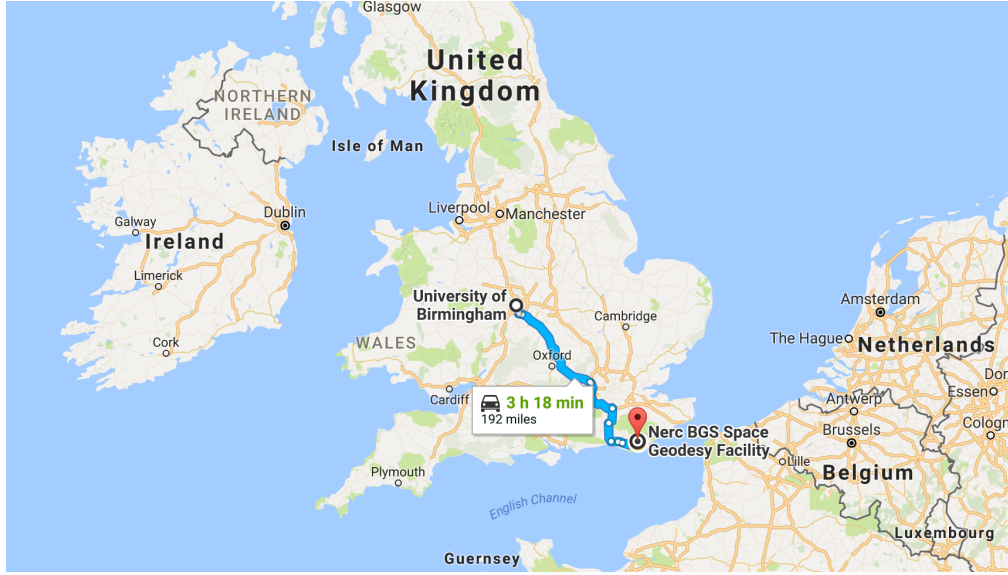 Glasgow
United
Kingdom
NORTHERN
IRELAND
Isle of Man
Liverpool
Manchester
Dublin
Galway
Ireland
Limerick
University of
Birmingham
Cambridge
Amsterdam
The Hague
Netherlands
Cork
WALES
Oxford
Dor
Essen
Cardiff
3 h 18 min
192 miles
Antwerp
Nerc BGS Space
Geodesy Facility
Brussels
Cologn
Lille
Belgium
Plymouth
English Channel
Luxembourg
Guernsey